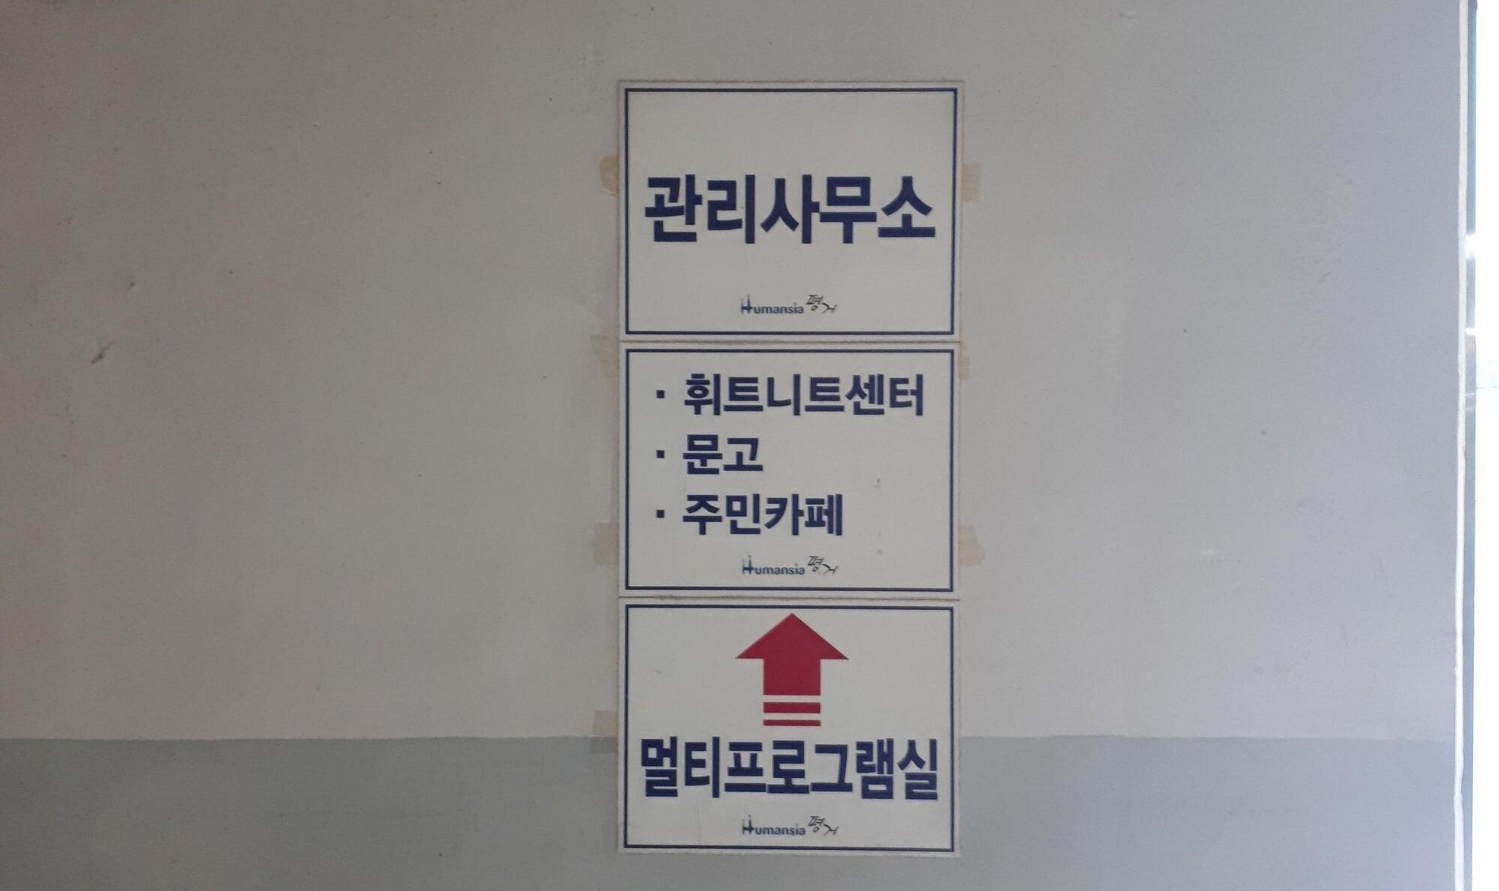 관리사무소
Humansia 평거
· 휘트니트센터
· 문고
· 주민카페
Humansia 평거
멀티프로그램실
Humansia 평거